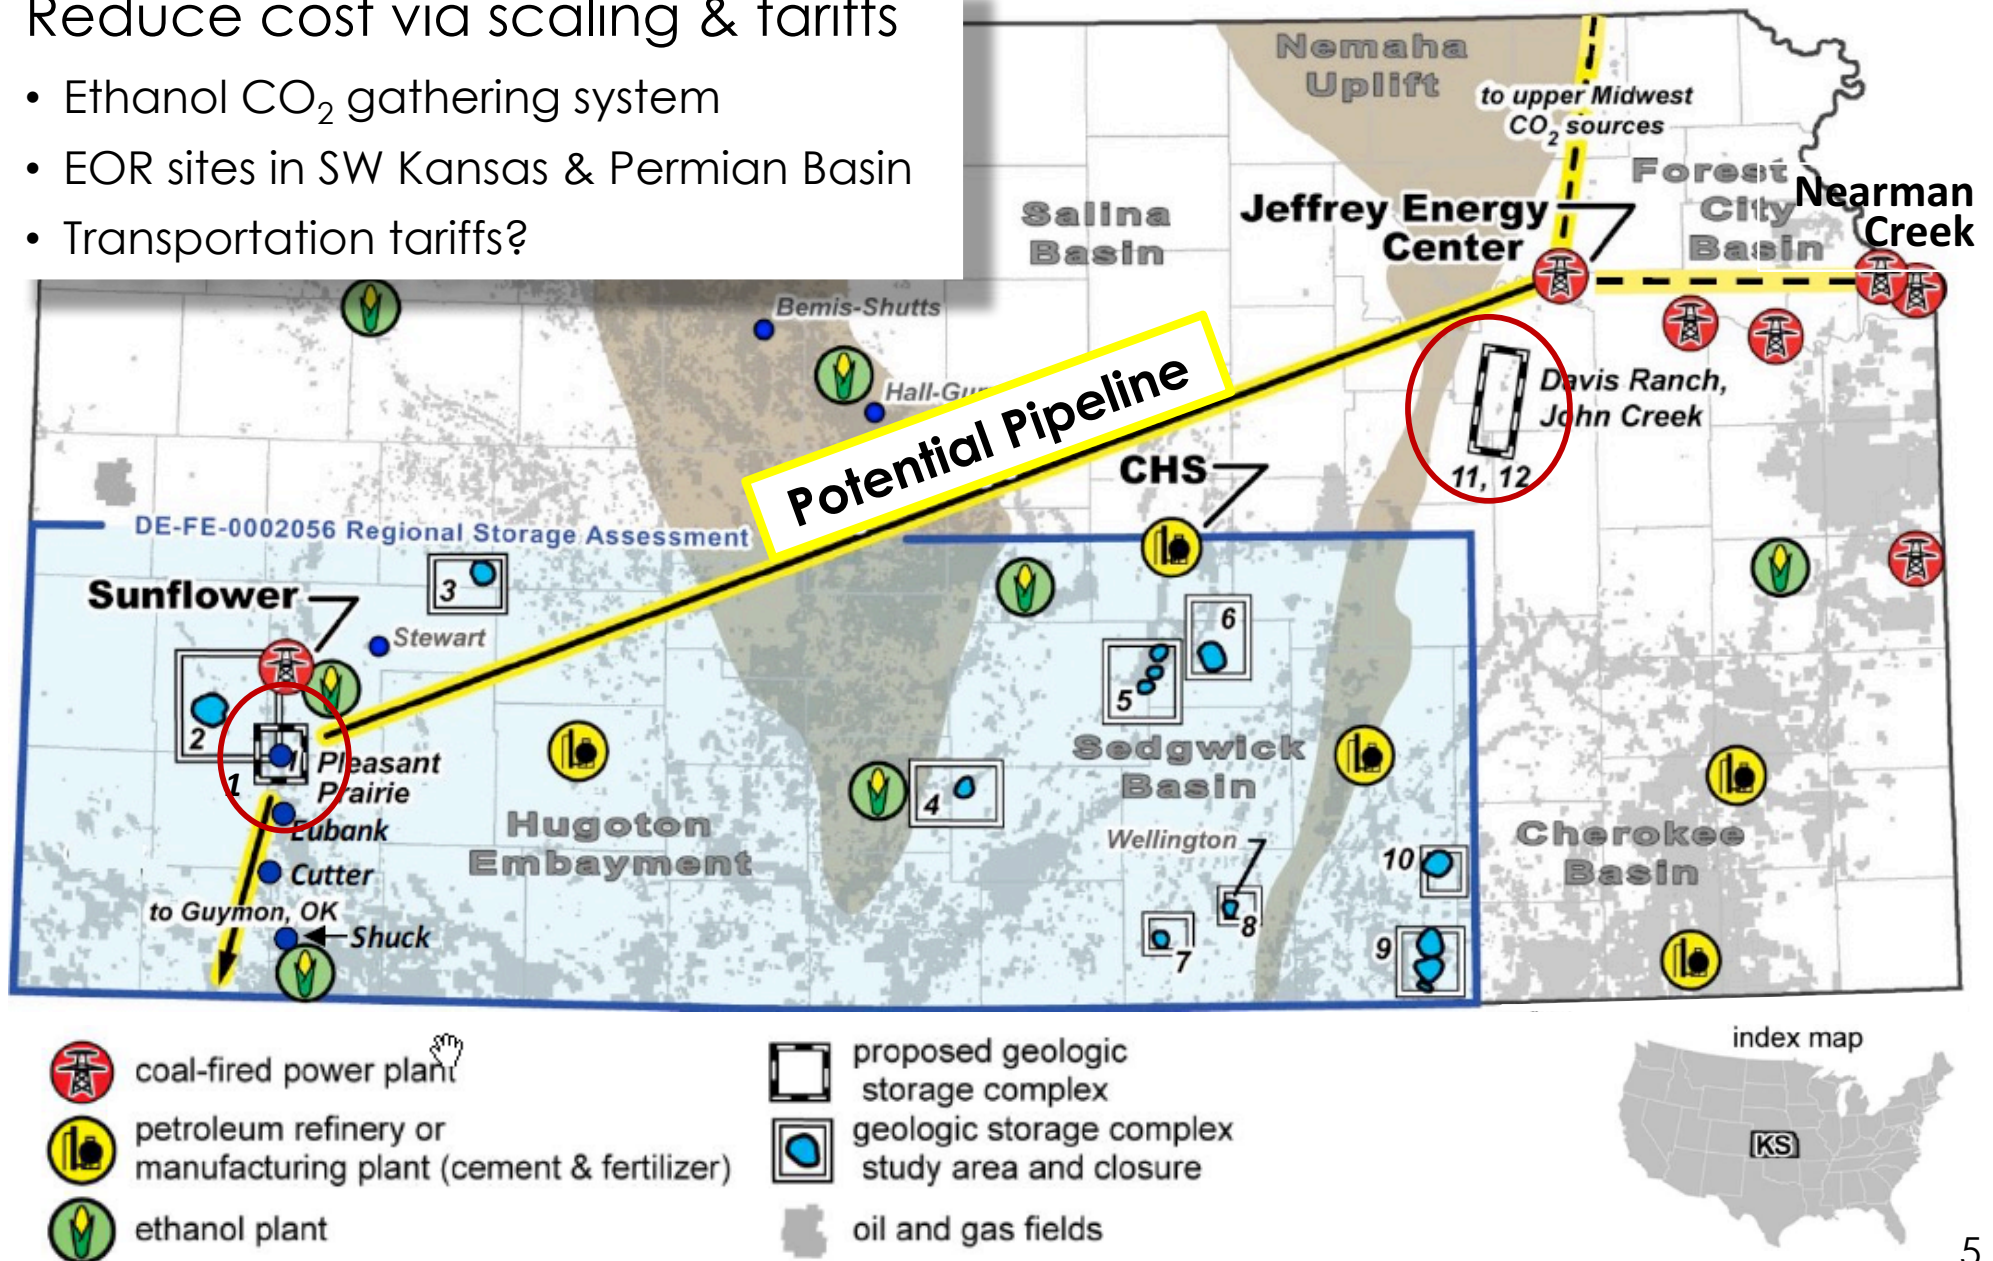 Reduce cost via scaling & tariffs
• Ethanol CO2 gathering system
• EOR sites in SW Kansas & Permian Basin
• Transportation tariffs?
Nemaha
Uplift
to upper Midwest
CO2 sources
Forest
City
Basin
Nearman
Creek
Salina
Basin
Jeffrey Energy
Center
Bemis-Shutts
Potential Pipeline
Davis Ranch,
John Creek
11, 12
CHS
DE-FE-0002056 Regional Storage Assessment
Sunflower
3
Stewart
6
5
2
1
Pleasant
Prairie
Eubank
Cutter
to Guymon, OK
Shuck
Hugoton
Embayment
4
Sedgwick
Basin
Wellington
8
7
10
9
Cherokee
Basin
coal-fired power plant
petroleum refinery or
manufacturing plant (cement & fertilizer)
ethanol plant
proposed geologic
storage complex
geologic storage complex
study area and closure
oil and gas fields
index map
KS
5